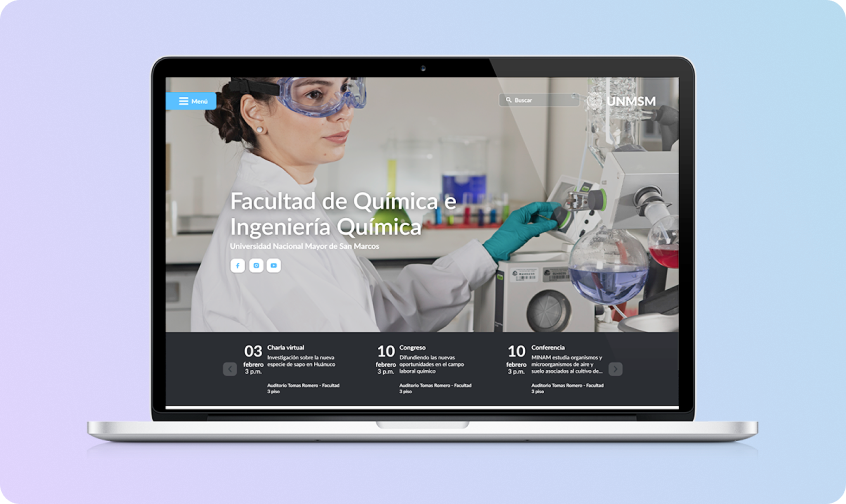 Menú
Buscar
UNMSM
Facultad de Química e
Ingeniería Química
Universidad Nacional Mayor de San Marcos
03
febrero
3 p.m.
Charla virtual
Investigación sobre la nueva
especie de sapo en Huánuco
Auditorio Tomas Romero - Facultad
3 piso
10
febrero
3 p.m.
Congreso
Difundiendo las nuevas
oportunidades en el campo
laboral químico
Auditorio Tomas Romero - Facultad
3 piso
10
febrero
3 p.m.
Conferencia
MINAM estudia organismos y
microorganismos de aire y
suelo asociados al cultivo de...
Auditorio Tomas Romero - Facultad
3 piso